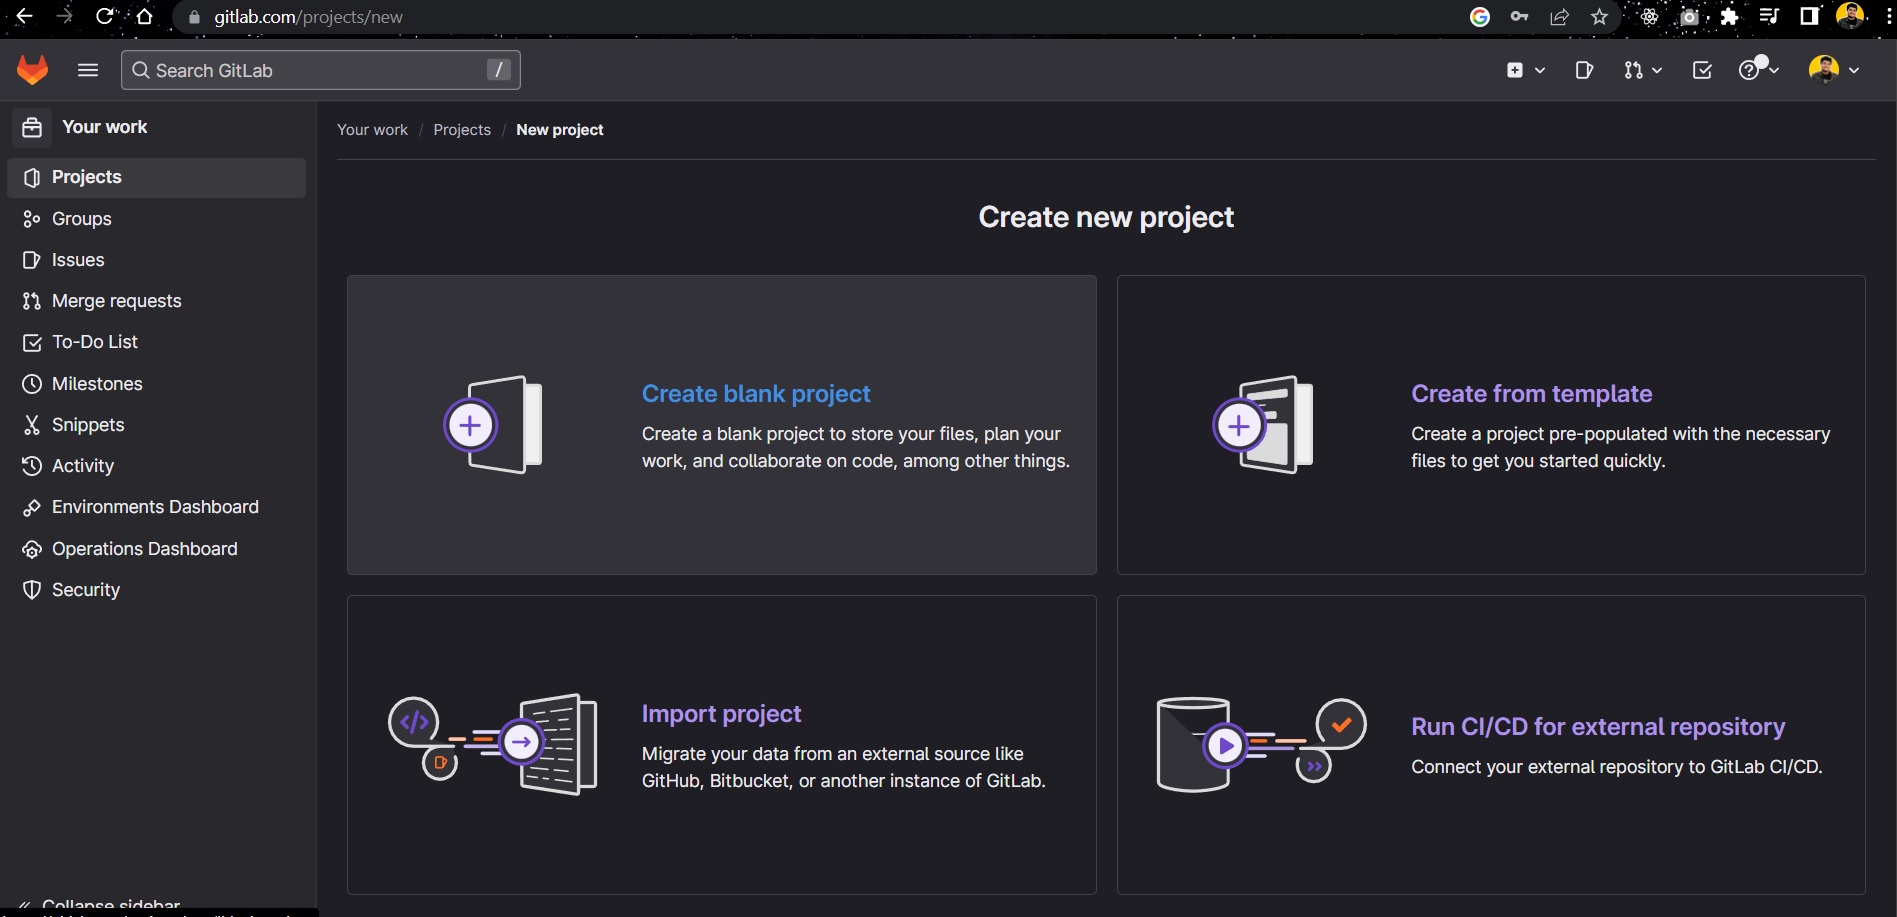 gitlab.com/projects/new
Search GitLab
/
Your work
Projects
Groups
Issues
Merge requests
To-Do List
Milestones
Snippets
Activity
Environments Dashboard
Operations Dashboard
Security
Collapse sidebar
Your work / Projects / New project
Create new project
Create blank project
Create a blank project to store your files, plan your
work, and collaborate on code, among other things.
Create from template
Create a project pre-populated with the necessary
files to get you started quickly.
Import project
Migrate your data from an external source like
GitHub, Bitbucket, or another instance of GitLab.
Run CI/CD for external repository
Connect your external repository to GitLab CI/CD.